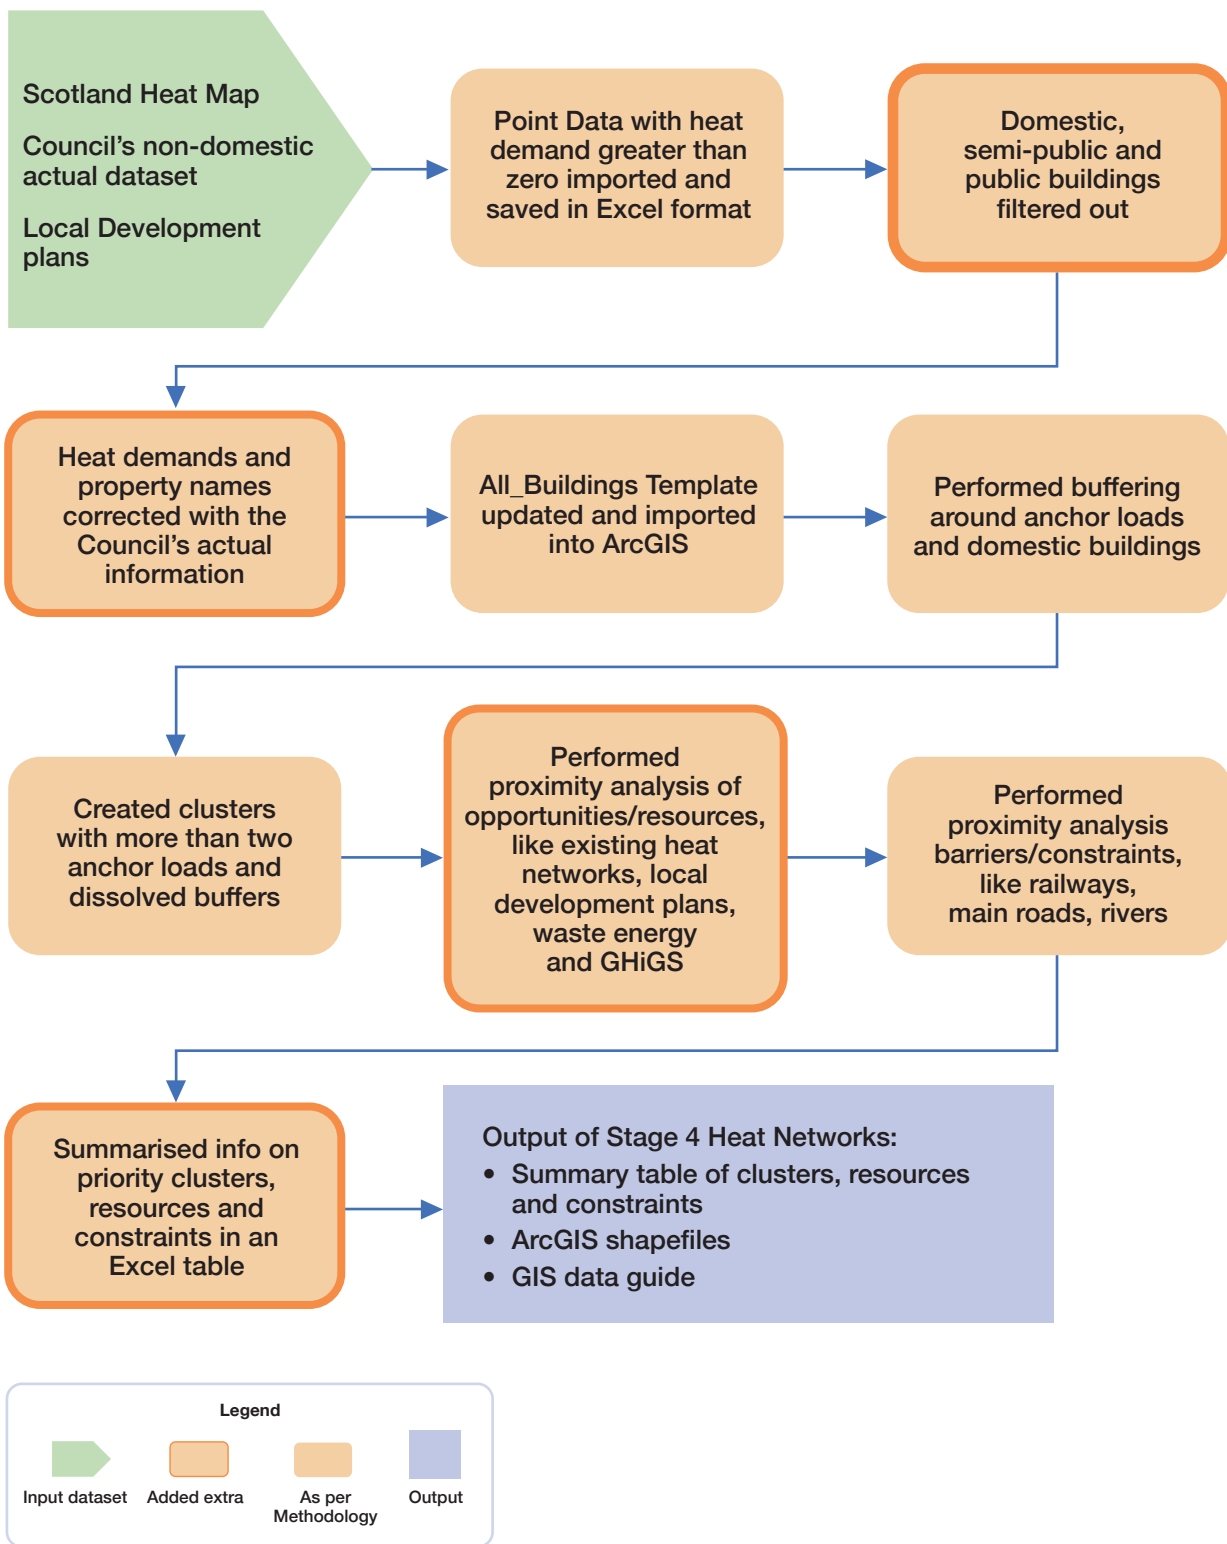 Scotland Heat Map
Council's non-domestic
actual dataset
Local Development
plans
Point Data with heat
demand greater than
zero imported and
saved in Excel format
Domestic,
semi-public and
public buildings
filtered out
Heat demands and
property names
corrected with the
Council's actual
information
All_Buildings Template
updated and imported
into ArcGIS
Performed buffering
around anchor loads
and domestic buildings
Created clusters
with more than two
anchor loads and
dissolved buffers
Performed
proximity analysis of
opportunities/resources,
like existing heat
networks, local
development plans,
waste energy
and GHiGS
Performed
proximity analysis
barriers/constraints,
like railways,
main roads, rivers
Summarised info on
priority clusters,
resources and
constraints in an
Excel table
Output of Stage 4 Heat Networks:
• Summary table of clusters, resources
and constraints
• ArcGIS shapefiles
• GIS data guide
Legend
Input dataset
Added extra
As per
Methodology
Output